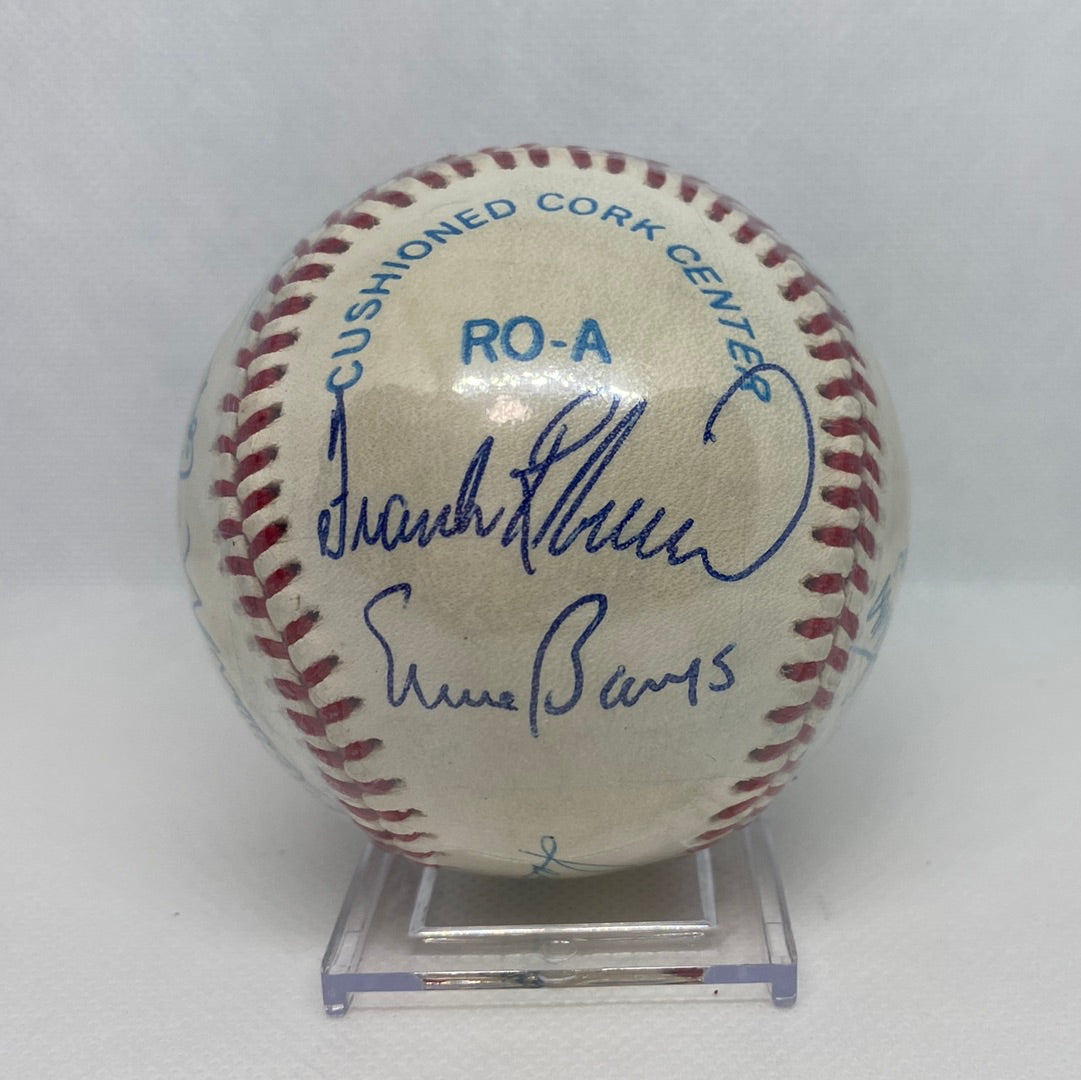 CUSHIONED CORK CENTER
RO-A
Frank Robinson
Ernie Banks